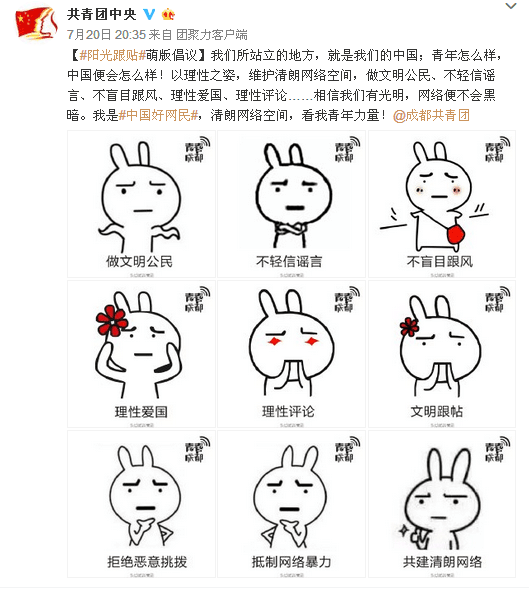 共青团中央
7月20日 20:35 来自 团聚力客户端
【#阳光跟贴#萌版倡议】我们所站立的地方，就是我们的中国；青年怎么样，
中国便会怎么样！以理性之姿，维护清朗网络空间，做文明公民、不轻信谣
言、不盲目跟风、理性爱国、理性评论……相信我们有光明，网络便不会黑
暗。我是#中国好网民#，清朗网络空间，看我青年力量！@成都共青团
青春成都
青春成都
青春成都
做文明公民
不轻信谣言
不盲目跟风
青春成都
青春成都
青春成都
理性爱国
理性评论
文明跟帖
青春成都
青春成都
青春成都
拒绝恶意挑拨
抵制网络暴力
共建清朗网络